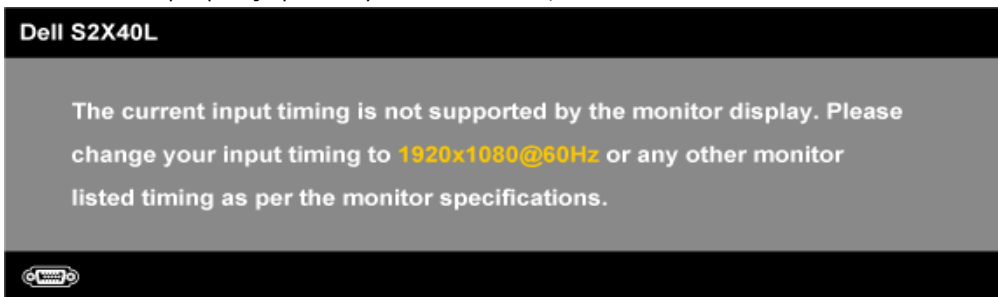 Dell S2X40L
The current input timing is not supported by the monitor display. Please
change your input timing to 1920x1080@60Hz or any other monitor
listed timing as per the monitor specifications.